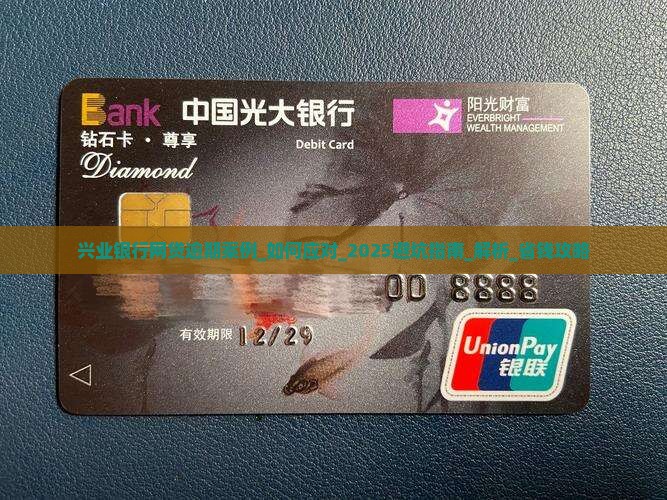 Bank 中国光大银行
阳光财富
EVERBRIGHT
WEALTH MANAGEMENT
钻石卡·尊享
Debit Card
Diamond
兴业银行网贷逾期案例_如何应对_2025避坑指南_解析_省钱攻略
00 8888
有效期限 12/29
UnionPay
银联